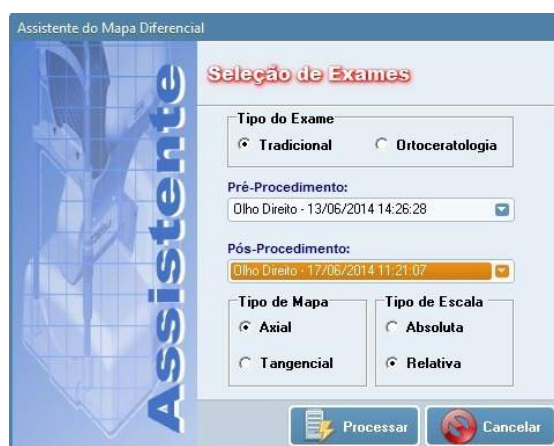 Assistente do Mapa Diferencial
Assistente
Seleção de Exames
Tipo do Exame
Tradicional Ortoceratologia
Pré-Procedimento:
Olho Direito - 13/06/2014 14:26:28
Pós-Procedimento:
Olho Direito - 17/06/2014 11:21:07
Tipo de Mapa Tipo de Escala
Axial Absoluta
Tangencial Relativa
Processar Cancelar